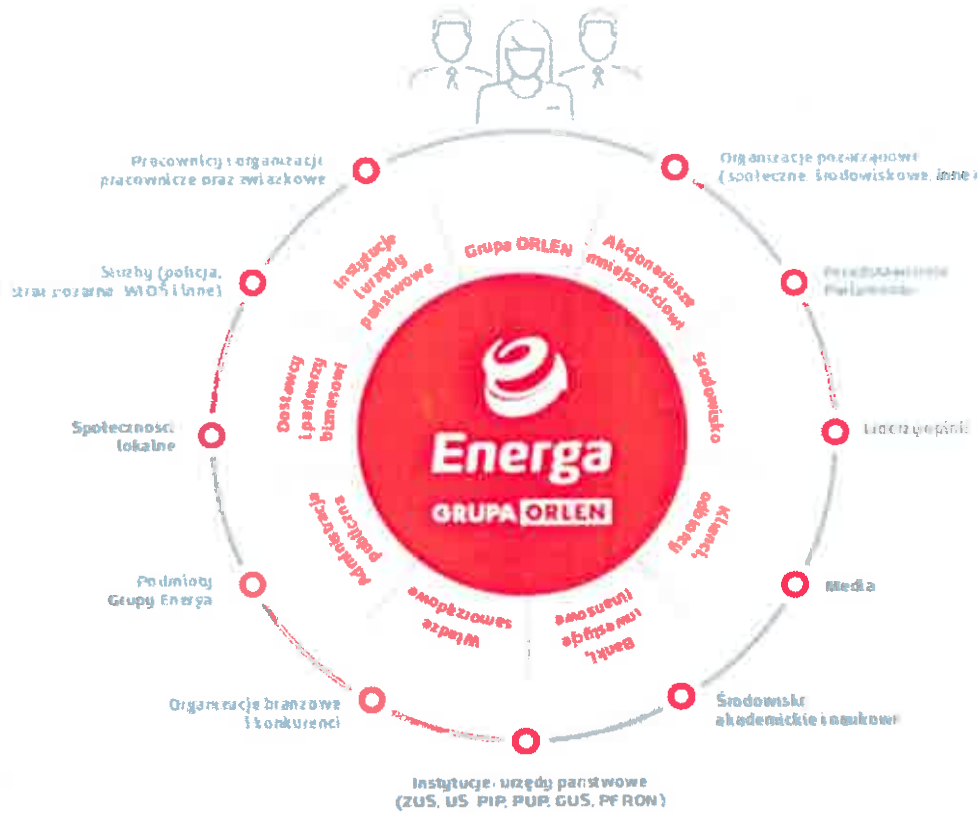 Pracownicy i organizacje
pracownicze oraz związkowe
Organizacje pozarządowe
(społeczne, środowiskowe, inne)
Służby (policja,
straż pożarna, WIOŚ i inne)
Społeczności
lokalne
Podmioty
Grupy Energa
Organizacje branżowe
i konkurenci
Instytucje, urzędy państwowe
(ZUS, US, PIP, PUP, GUS, PFRON)
Środowiska
akademickie i naukowe
Media
Liderzy opinii
Instytucje
i urzędy
państwowe
Grupa ORLEN
Akcjonariusze
mniejszościowi
Środowisko
Klienci,
odbiorcy
Banki,
inwestycje
finansowe
Władze
samorządowe
Administracja
publiczna
Dostawcy
i partnerzy
biznesowi
Energa
GRUPA ORLEN